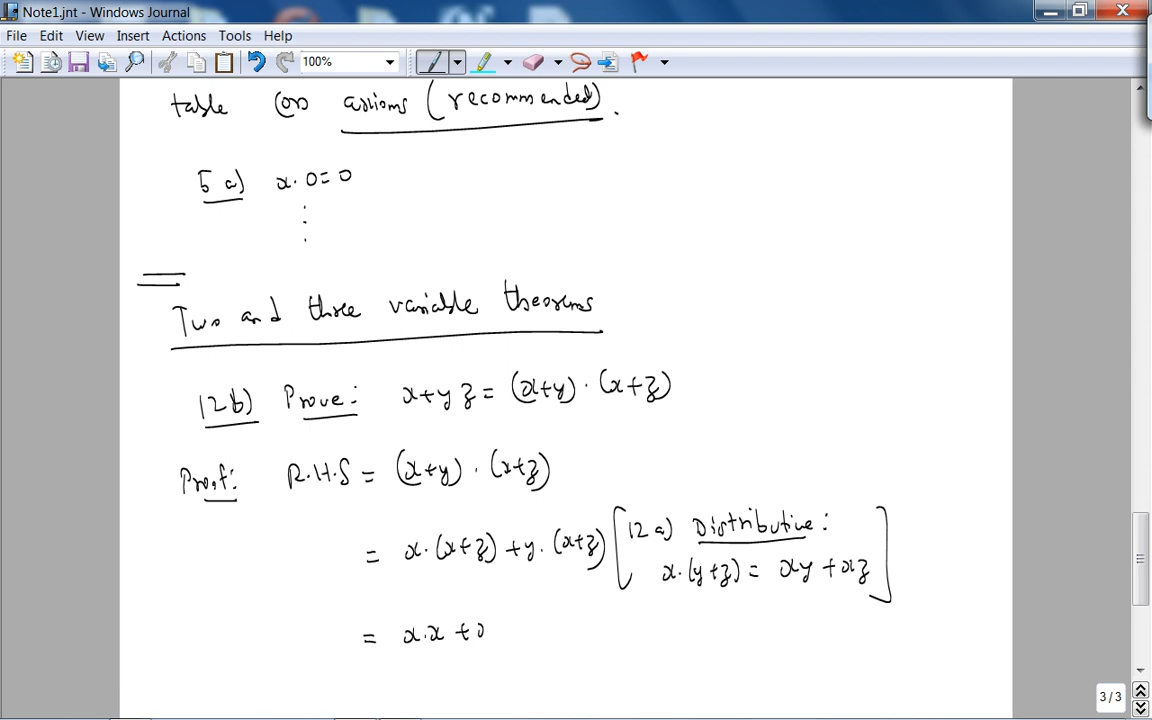 Note1.jnt - Windows Journal
File Edit View Insert Actions Tools Help
100%
table (or) axioms (recommended).
5 a) x. 0 = 0
Two and three variable theorems
12b) Prove: x+yz = (x+y) . (x+z)
Proof: R.H.S = (x+y) . (x+z)
= x.(x+z) + y.(x+z) [12 a) Distributive:
x.(y+z) = xy + xz]
= x.x +
3/3